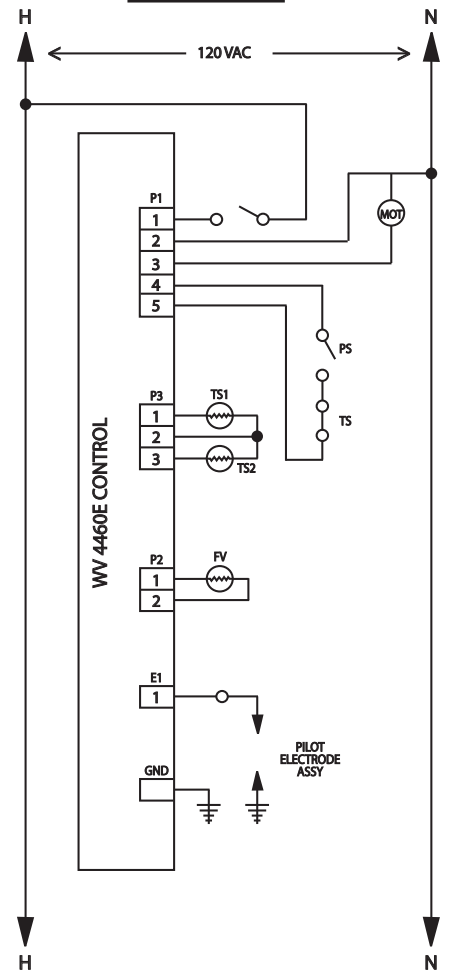 H
N
120 VAC
P1
1
2
3
4
5
MOT
PS
TS
P3
TS1
1
2
3
TS2
WV 4460E CONTROL
P2
FV
1
2
E1
1
PILOT
ELECTRODE
ASSY
GND
H
N